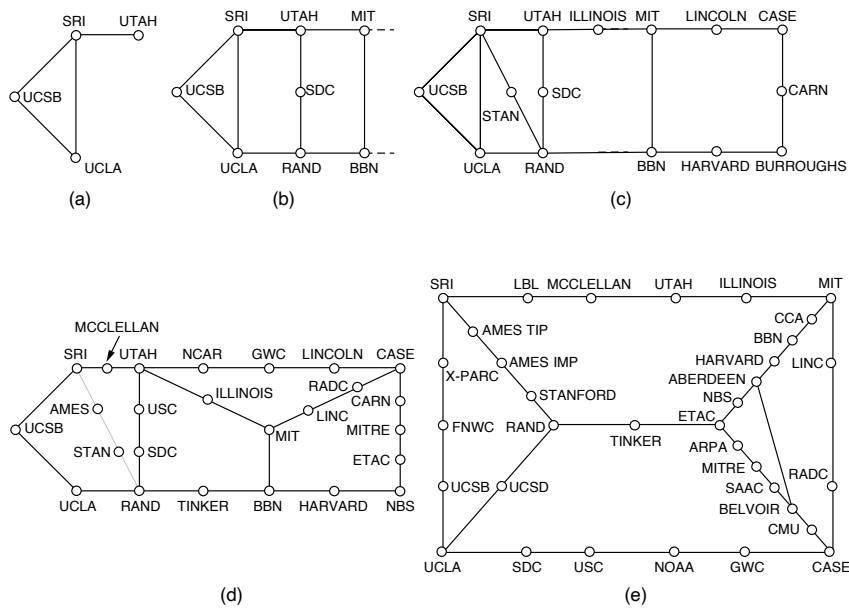 SRI UTAH
UCSB
UCLA
(a)
SRI UTAH MIT
UCSB SDC
UCLA RAND BBN
(b)
SRI UTAH ILLINOIS MIT LINCOLN CASE
UCSB SDC CARN
STAN
UCLA RAND BBN HARVARD BURROUGHS
(c)
MCCLELLAN
SRI UTAH NCAR GWC LINCOLN CASE
RADC
ILLINOIS CARN
AMES USC LINC
UCSB MIT MITRE
STAN SDC ETAC
UCLA RAND TINKER BBN HARVARD NBS
(d)
SRI LBL MCCLELLAN UTAH ILLINOIS MIT
CCA
AMES TIP
BBN
AMES IMP HARVARD LINC
X-PARC ABERDEEN
STANFORD NBS
FNWC RAND ETAC
TINKER
ARPA
MITRE
UCSB UCSD SAAC RADC
BELVOIR
CMU
UCLA SDC USC NOAA GWC CASE
(e)